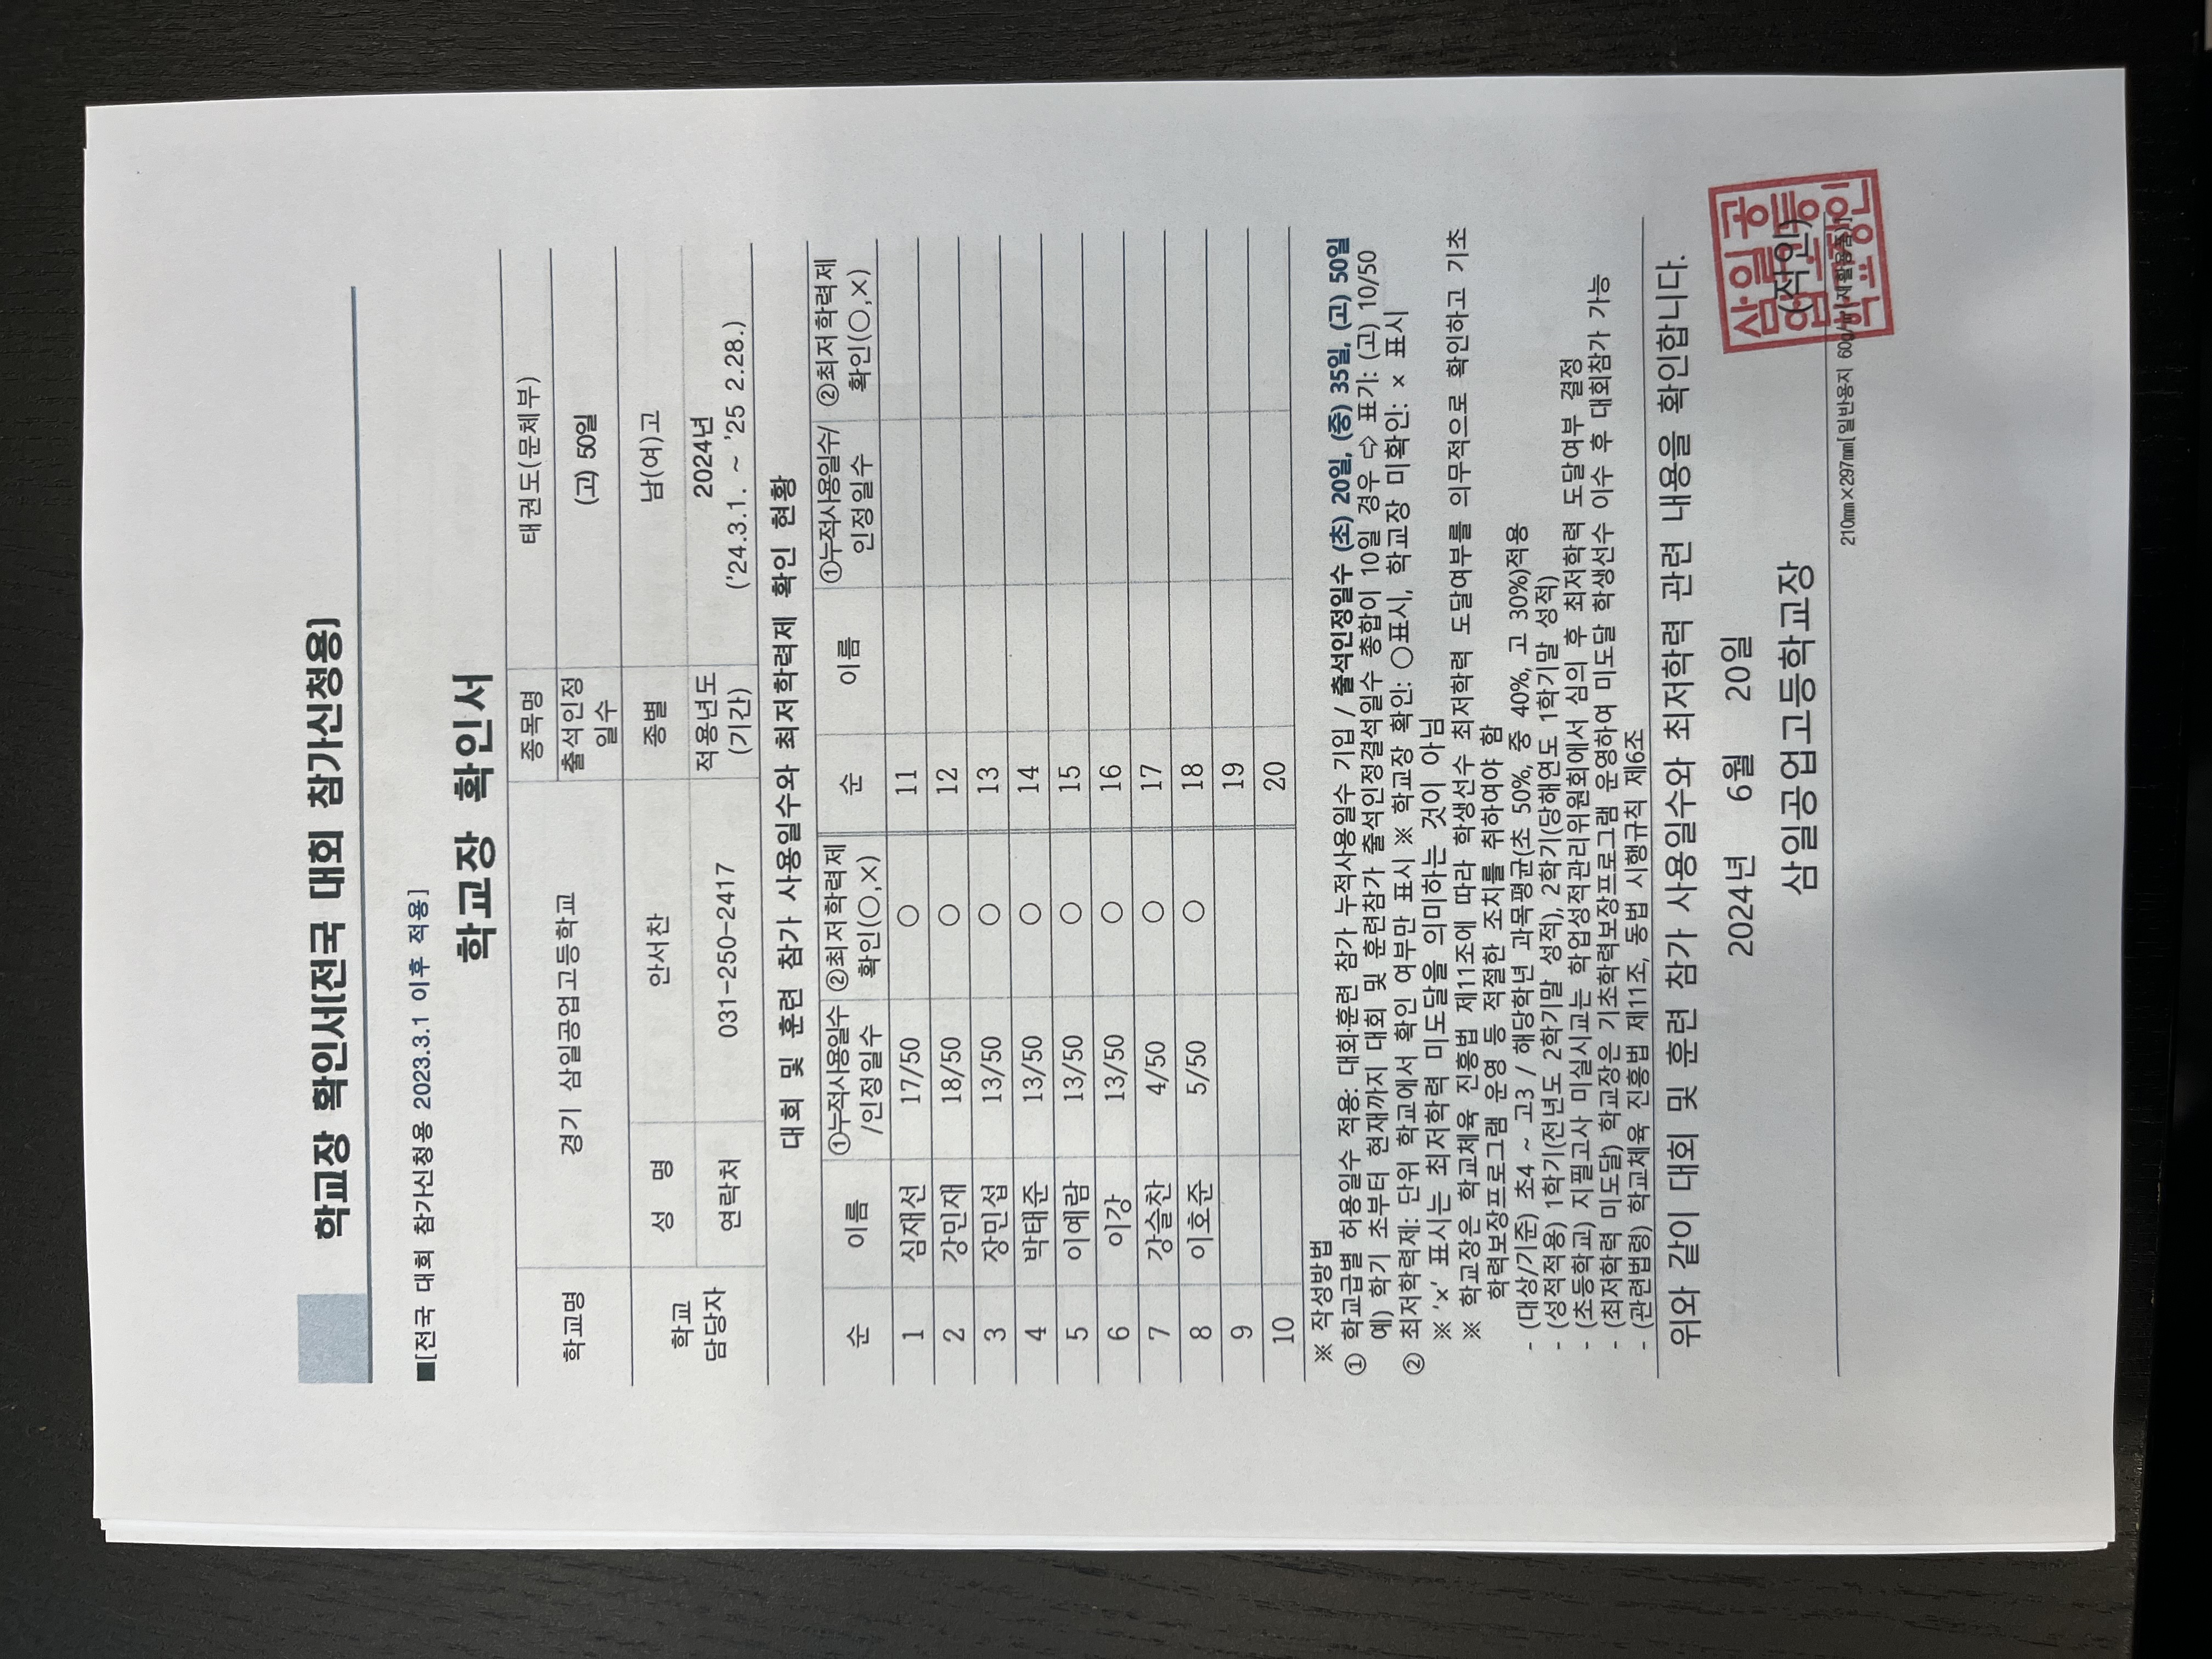 학교장 확인서[전국 대회 참가신청용]
■[전국 대회 참가신청용 2023.3.1 이후 적용]
학교장 확인서
학교명 경기 삼일공업고등학교 종목명 태권도(문체부)
출석인정일수 (고) 50일
학교 담당자 성 명 안서찬 종별 남(여)고
연락처 031-250-2417 적용년도(기간) 2024년 ('24.3.1. ~ '25 2.28.)
대회 및 훈련 참가 사용일수와 최저학력제 확인 현황
순 이름 ①누적사용일수/인정일수 ②최저학력제 확인(○,×) 순 이름 ①누적사용일수/인정일수 ②최저학력제 확인(○,×)
1 심재선 17/50 ○ 11
2 강민재 18/50 ○ 12
3 장민섭 13/50 ○ 13
4 박태준 13/50 ○ 14
5 이예람 13/50 ○ 15
6 이강 13/50 ○ 16
7 강슬찬 4/50 ○ 17
8 이호준 5/50 ○ 18
9 19
10 20
※ 작성방법
① 학교급별 허용일수 적용: 대회·훈련 참가 누적사용일수 기입 / 출석인정일수 (초) 20일, (중) 35일, (고) 50일
예) 학기 초부터 현재까지 대회 및 훈련참가 출석인정결석일수 총합이 10일 경우 ⇨ 표기: (고) 10/50
② 최저학력제: 단위 학교에서 확인 여부만 표시 ※ 학교장 확인: ○표시, 학교장 미확인: × 표시
※ '×' 표시는 최저학력 미도달을 의미하는 것이 아님
※ 학교장은 학교체육 진흥법 제11조에 따라 학생선수 최저학력 도달여부를 의무적으로 확인하고 기초
학력보장프로그램 운영 등 적절한 조치를 취하여야 함
- (대상/기준) 초4 ~ 고3 / 해당학년 과목평균(초 50%, 중 40%, 고 30%)적용
- (성적적용) 1학기(전년도 2학기말 성적), 2학기(당해연도 1학기말 성적)
- (초등학교) 지필고사 미실시교는 학업성적관리위원회에서 심의 후 최저학력 도달여부 결정
- (최저학력 미도달) 학교장은 기초학력보장프로그램 운영하여 미도달 학생선수 이수 후 대회참가 가능
- (관련법령) 학교체육 진흥법 제11조, 동법 시행규칙 제6조
위와 같이 대회 및 훈련 참가 사용일수와 최저학력 관련 내용을 확인합니다.
2024년 6월 20일
삼일공업고등학교장 (직인)
삼일공업고등학교장인
210㎜×297㎜[일반용지 60g/㎡(재활용품)]